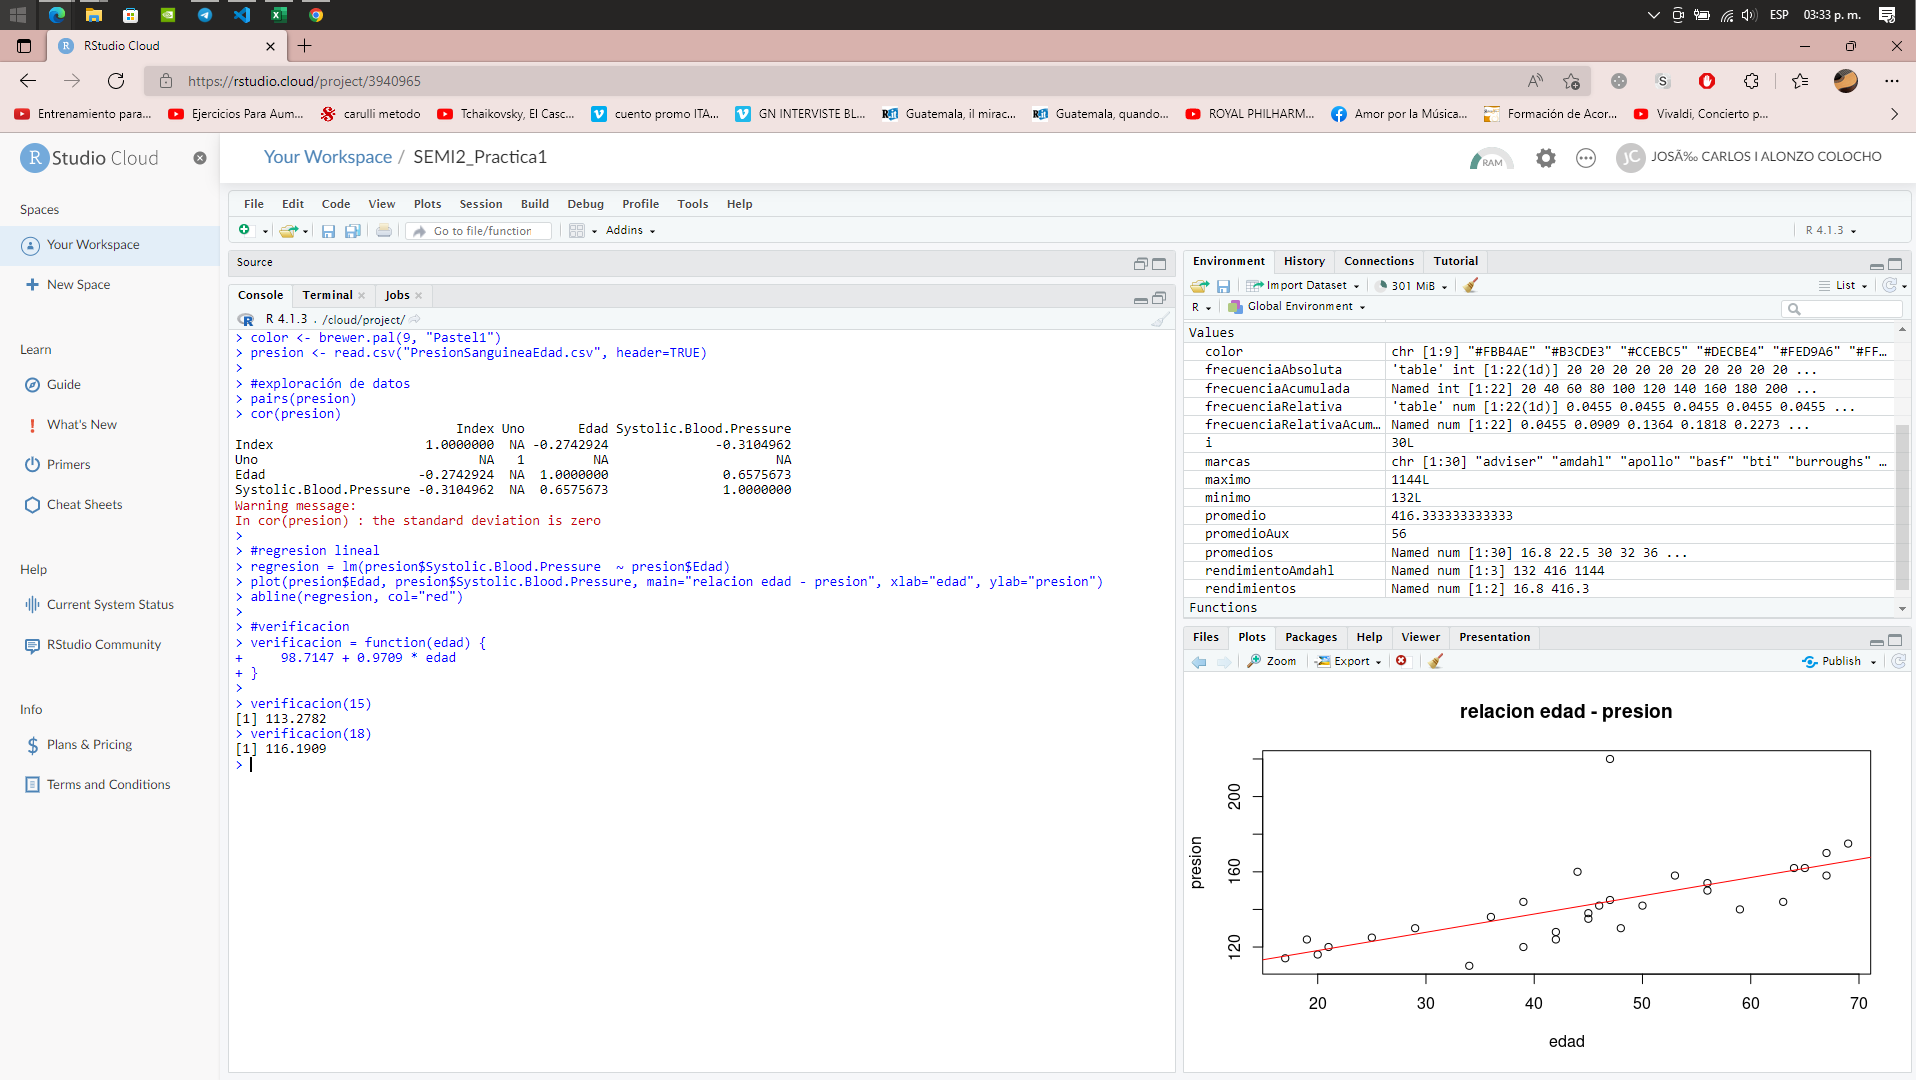 ESP 03:33 p. m.
RStudio Cloud
https://rstudio.cloud/project/3940965
Entrenamiento para... Ejercicios Para Aum... carulli metodo Tchaikovsky, El Casc... cuento promo ITA... GN INTERVISTE BL... Guatemala, il mirac... Guatemala, quando... ROYAL PHILHARM... Amor por la Música... Formación de Acor... Vivaldi, Concierto p...
R Studio Cloud
Your Workspace / SEMI2_Practica1
RAM
JC JOSÃ‰ CARLOS I ALONZO COLOCHO
Spaces
Your Workspace
New Space
Learn
Guide
What's New
Primers
Cheat Sheets
Help
Current System Status
RStudio Community
Info
Plans & Pricing
Terms and Conditions
File Edit Code View Plots Session Build Debug Profile Tools Help
Go to file/function Addins R 4.1.3
Source
Console Terminal Jobs
R 4.1.3 . /cloud/project/
> color <- brewer.pal(9, "Pastel1")
> presion <- read.csv("PresionSanguineaEdad.csv", header=TRUE)
>
> #exploración de datos
> pairs(presion)
> cor(presion)
Index Uno Edad Systolic.Blood.Pressure
Index 1.0000000 NA -0.2742924 -0.3104962
Uno NA 1 NA NA
Edad -0.2742924 NA 1.0000000 0.6575673
Systolic.Blood.Pressure -0.3104962 NA 0.6575673 1.0000000
Warning message:
In cor(presion) : the standard deviation is zero
>
> #regresion lineal
> regresion = lm(presion$Systolic.Blood.Pressure ~ presion$Edad)
> plot(presion$Edad, presion$Systolic.Blood.Pressure, main="relacion edad - presion", xlab="edad", ylab="presion")
> abline(regresion, col="red")
>
> #verificacion
> verificacion = function(edad) {
+ 98.7147 + 0.9709 * edad
+ }
>
> verificacion(15)
[1] 113.2782
> verificacion(18)
[1] 116.1909
>
Environment History Connections Tutorial
Import Dataset 301 MiB List
R Global Environment
Values
color chr [1:9] "#FBB4AE" "#B3CDE3" "#CCEBC5" "#DECBE4" "#FED9A6" "#FF...
frecuenciaAbsoluta 'table' int [1:22(1d)] 20 20 20 20 20 20 20 20 20 20 ...
frecuenciaAcumulada Named int [1:22] 20 40 60 80 100 120 140 160 180 200 ...
frecuenciaRelativa 'table' num [1:22(1d)] 0.0455 0.0455 0.0455 0.0455 0.0455 ...
frecuenciaRelativaAcum... Named num [1:22] 0.0455 0.0909 0.1364 0.1818 0.2273 ...
i 30L
marcas chr [1:30] "adviser" "amdahl" "apollo" "basf" "bti" "burroughs" ...
maximo 1144L
minimo 132L
promedio 416.333333333333
promedioAux 56
promedios Named num [1:30] 16.8 22.5 30 32 36 ...
rendimientoAmdahl Named num [1:3] 132 416 1144
rendimientos Named num [1:2] 16.8 416.3
Functions
Files Plots Packages Help Viewer Presentation
Zoom Export Publish
relacion edad - presion
presion
200
160
120
20 30 40 50 60 70
edad